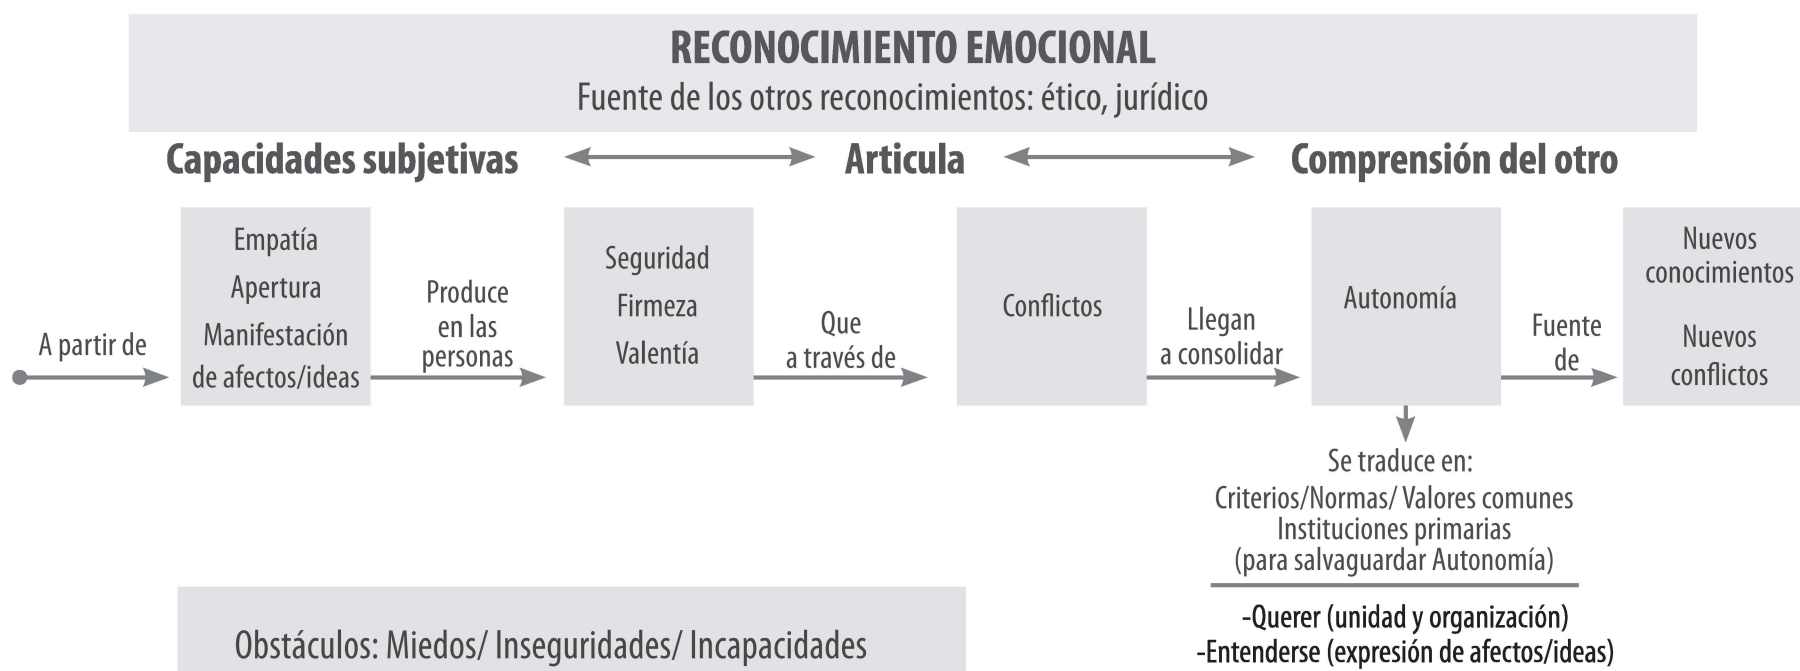 RECONOCIMIENTO EMOCIONAL
Fuente de los otros reconocimientos: ético, jurídico
Capacidades subjetivas
Articula
Comprensión del otro
A partir de
Empatía
Apertura
Manifestación
de afectos/ideas
Produce
en las
personas
Seguridad
Firmeza
Valentía
Que
a través de
Conflictos
Llegan
a consolidar
Autonomía
Fuente
de
Nuevos
conocimientos
Nuevos
conflictos
Se traduce en:
Criterios/Normas/ Valores comunes
Instituciones primarias
(para salvaguardar Autonomía)
-Querer (unidad y organización)
-Entenderse (expresión de afectos/ideas)
Obstáculos: Miedos/ Inseguridades/ Incapacidades